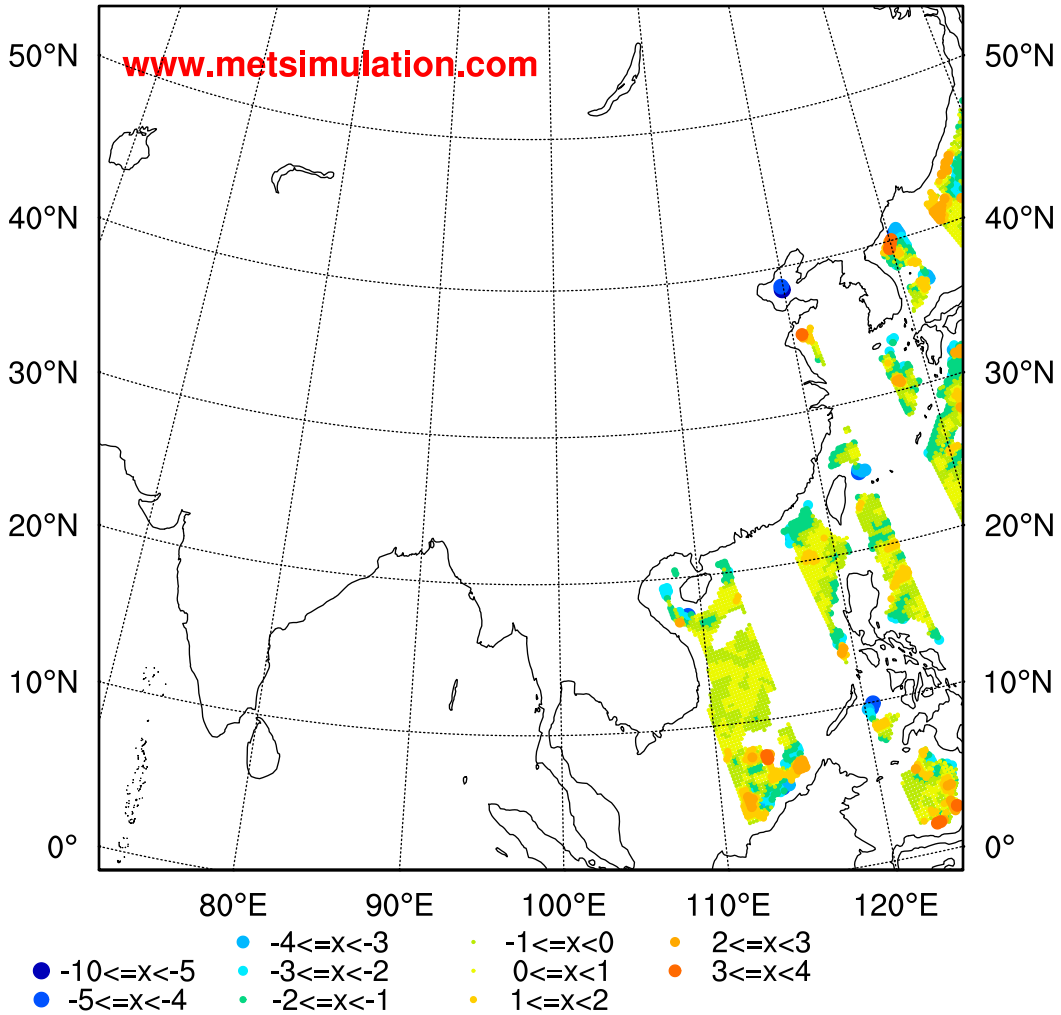 50°N 50°N
www.metsimulation.com
40°N 40°N
30°N 30°N
20°N 20°N
10°N 10°N
0° 0°
80°E 90°E 100°E 110°E 120°E
-4<=x<-3 -1<=x<0 2<=x<3
-10<=x<-5 -3<=x<-2 0<=x<1 3<=x<4
-5<=x<-4 -2<=x<-1 1<=x<2